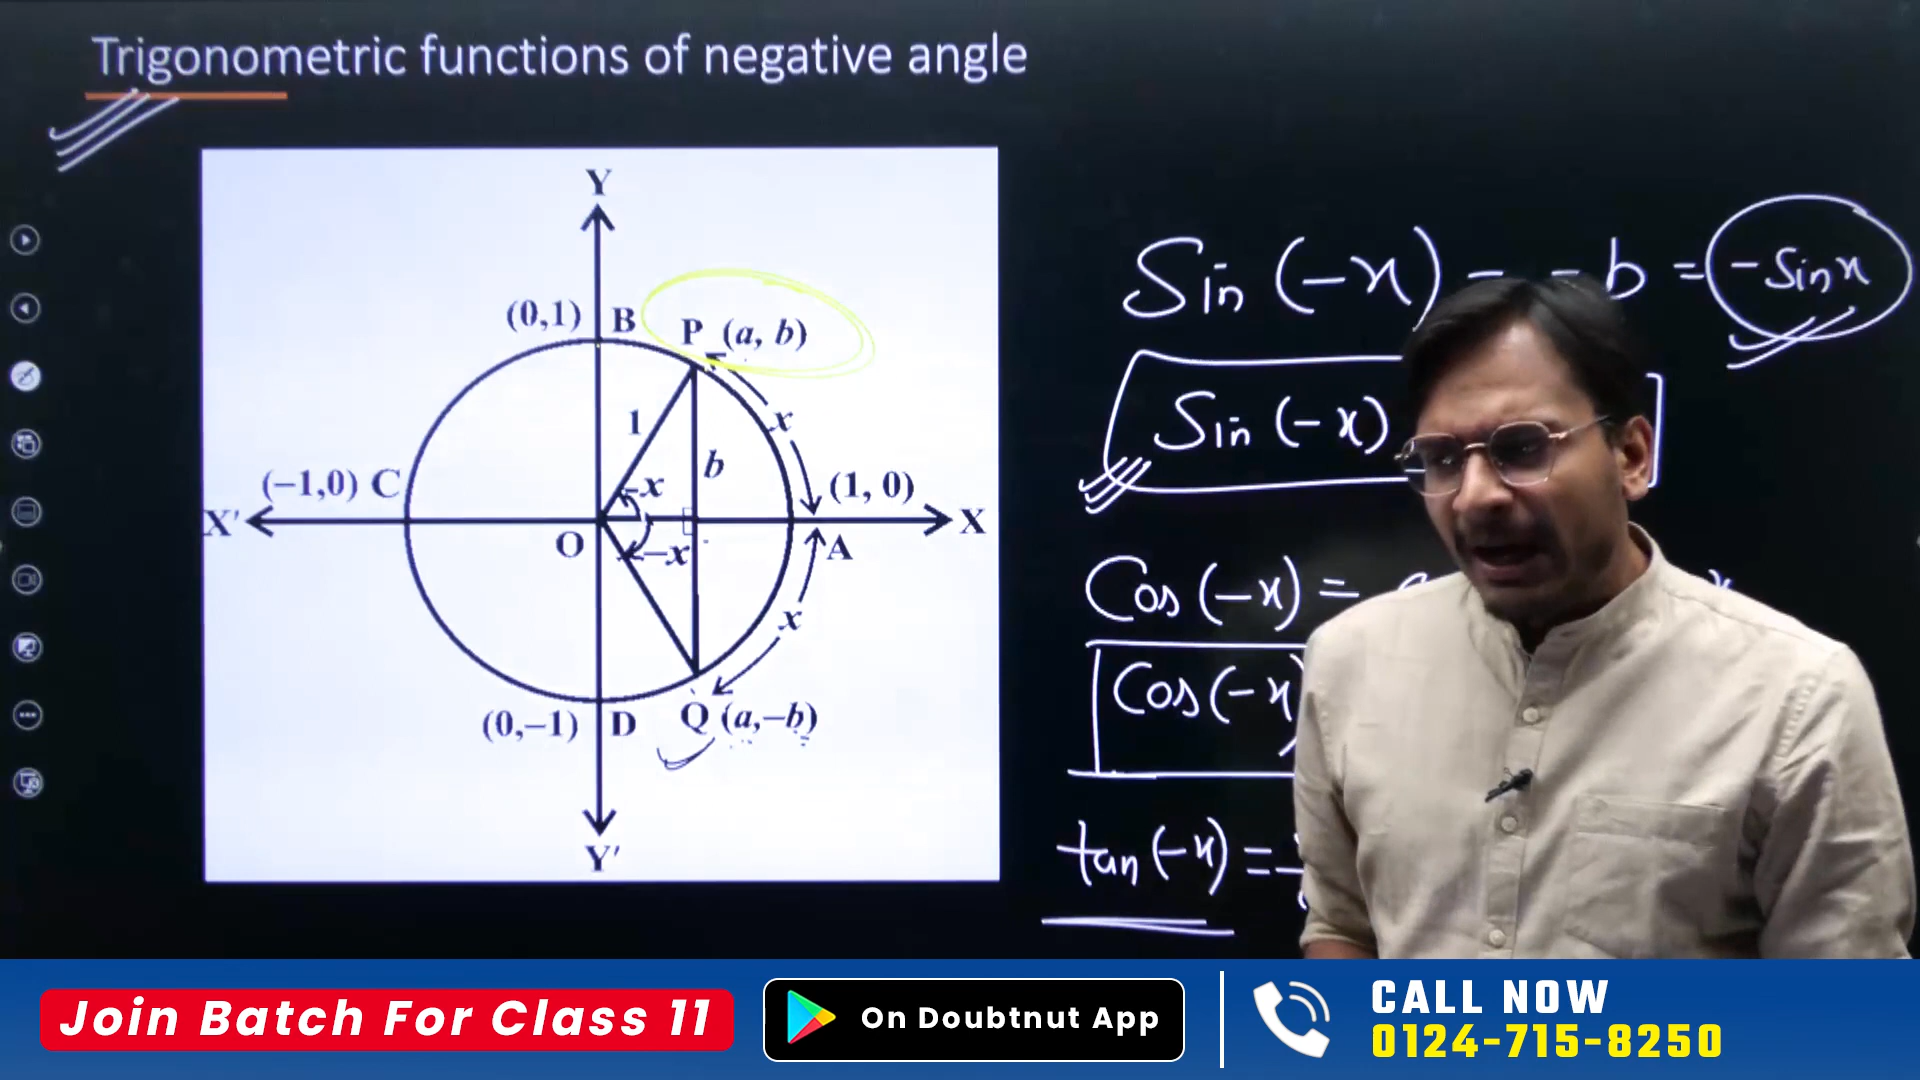 Trigonometric functions of negative angle
Y
(0,1) B P (a, b)
x
1
b
x
(−1,0) C
(1, 0)
X′
X
O
−x
A
x
(0,−1) D Q (a,−b)
Y′
Sin (-x) = -b = -Sinx
Sin (-x)
Cos (-x) =
Cos (-x)
tan (-x) =
Join Batch For Class 11
On Doubtnut App
CALL NOW
0124-715-8250